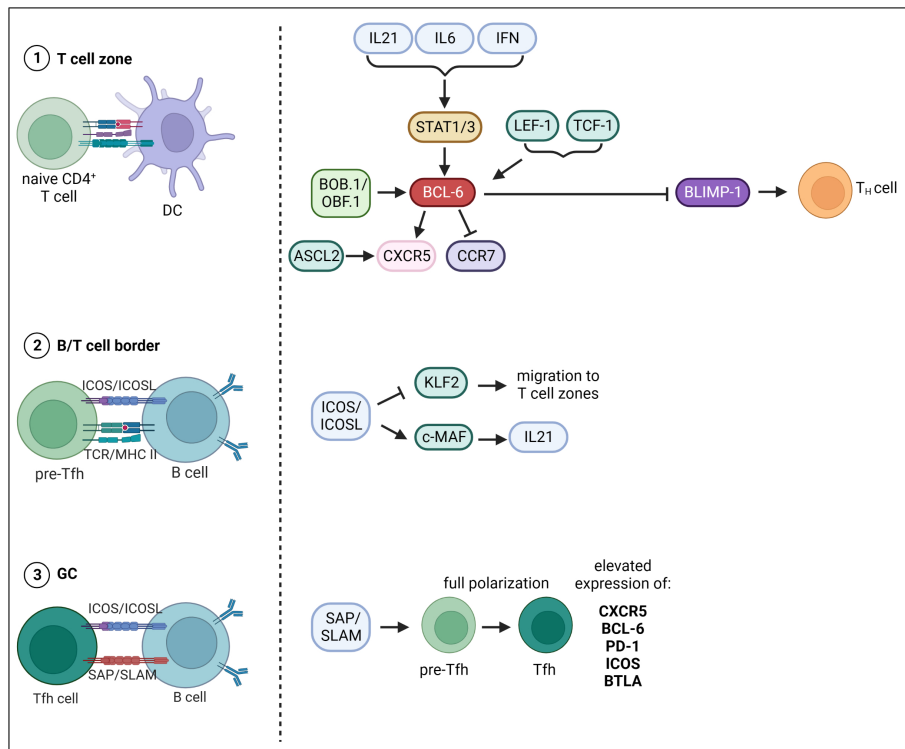 1 T cell zone
naive CD4⁺
T cell
DC
IL21
IL6
IFN
STAT1/3
LEF-1
TCF-1
BOB.1/
OBF.1
BCL-6
BLIMP-1
T_H cell
ASCL2
CXCR5
CCR7
2 B/T cell border
ICOS/ICOSL
TCR/MHC II
pre-Tfh
B cell
ICOS/
ICOSL
KLF2
migration to
T cell zones
c-MAF
IL21
3 GC
ICOS/ICOSL
SAP/SLAM
Tfh cell
B cell
SAP/
SLAM
full polarization
pre-Tfh
Tfh
elevated
expression of:
CXCR5
BCL-6
PD-1
ICOS
BTLA